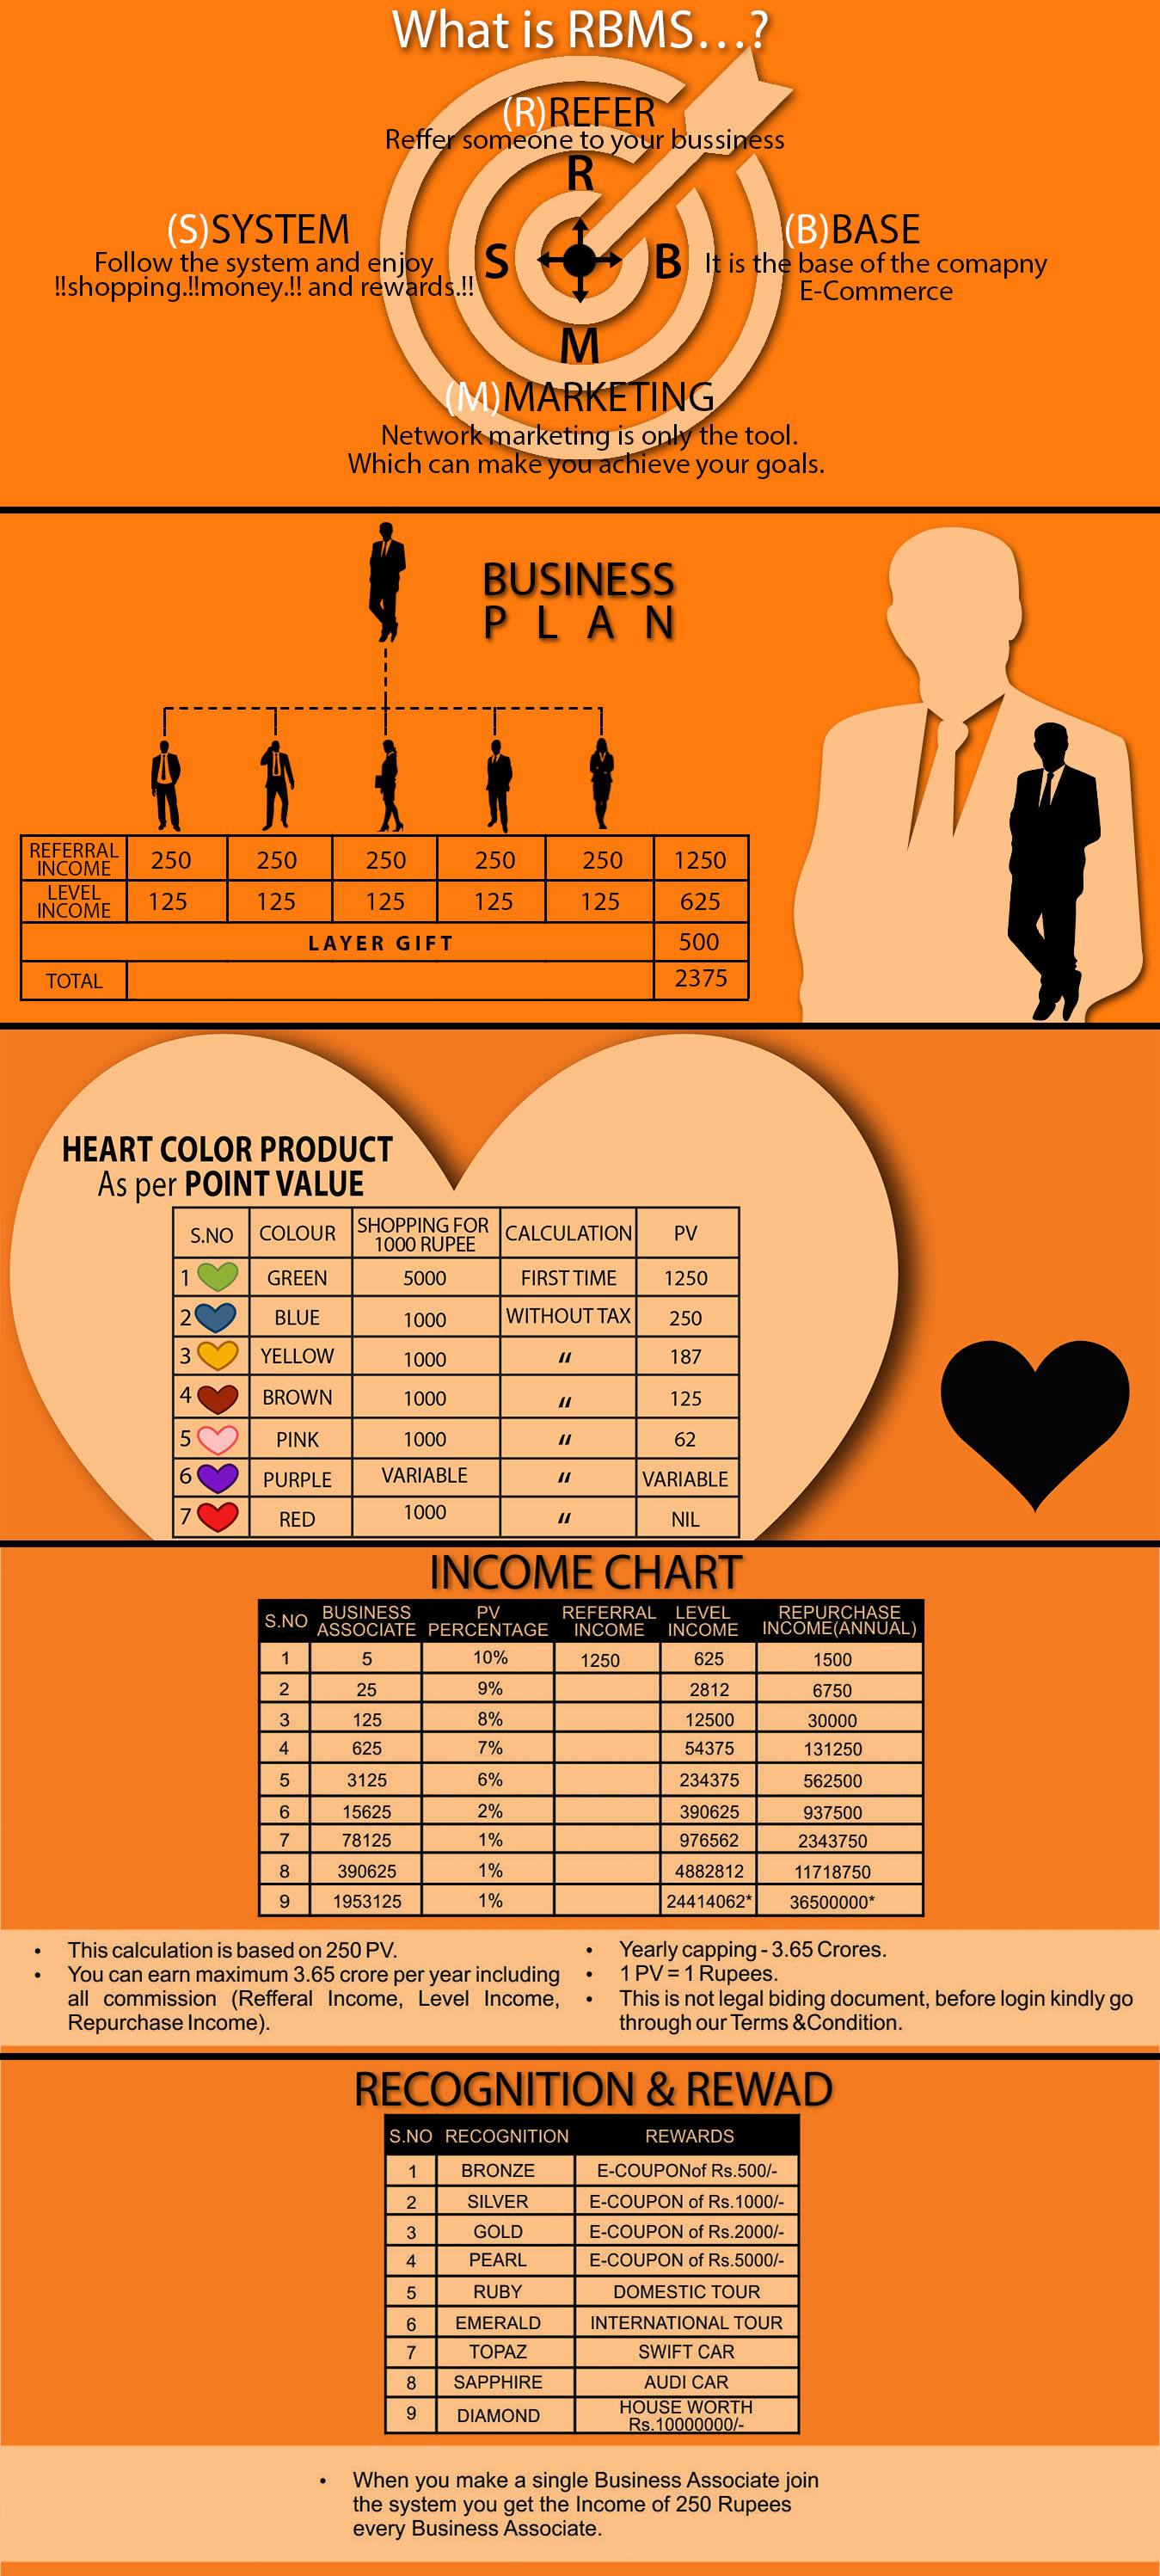 What is RBMS...?
(R)REFER
Reffer someone to your bussiness
R
(S)SYSTEM
Follow the system and enjoy
!!shopping.!!money.!! and rewards.!!
S
B
(B)BASE
It is the base of the comapny
E-Commerce
M
(M)MARKETING
Network marketing is only the tool.
Which can make you achieve your goals.
BUSINESS
PLAN
REFERRAL INCOME 250 250 250 250 250 1250
LEVEL INCOME 125 125 125 125 125 625
LAYER GIFT 500
TOTAL 2375
HEART COLOR PRODUCT
As per POINT VALUE
S.NO COLOUR SHOPPING FOR 1000 RUPEE CALCULATION PV
1 GREEN 5000 FIRST TIME 1250
2 BLUE 1000 WITHOUT TAX 250
3 YELLOW 1000 “ 187
4 BROWN 1000 “ 125
5 PINK 1000 “ 62
6 PURPLE VARIABLE “ VARIABLE
7 RED 1000 “ NIL
INCOME CHART
S.NO BUSINESS ASSOCIATE PV PERCENTAGE REFERRAL INCOME LEVEL INCOME REPURCHASE INCOME(ANNUAL)
1 5 10% 1250 625 1500
2 25 9% 2812 6750
3 125 8% 12500 30000
4 625 7% 54375 131250
5 3125 6% 234375 562500
6 15625 2% 390625 937500
7 78125 1% 976562 2343750
8 390625 1% 4882812 11718750
9 1953125 1% 24414062* 36500000*
• This calculation is based on 250 PV.
• You can earn maximum 3.65 crore per year including
all commission (Refferal Income, Level Income,
Repurchase Income).
• Yearly capping - 3.65 Crores.
• 1 PV = 1 Rupees.
• This is not legal biding document, before login kindly go
through our Terms &Condition.
RECOGNITION & REWAD
S.NO RECOGNITION REWARDS
1 BRONZE E-COUPONof Rs.500/-
2 SILVER E-COUPON of Rs.1000/-
3 GOLD E-COUPON of Rs.2000/-
4 PEARL E-COUPON of Rs.5000/-
5 RUBY DOMESTIC TOUR
6 EMERALD INTERNATIONAL TOUR
7 TOPAZ SWIFT CAR
8 SAPPHIRE AUDI CAR
9 DIAMOND HOUSE WORTH Rs.10000000/-
• When you make a single Business Associate join
the system you get the Income of 250 Rupees
every Business Associate.